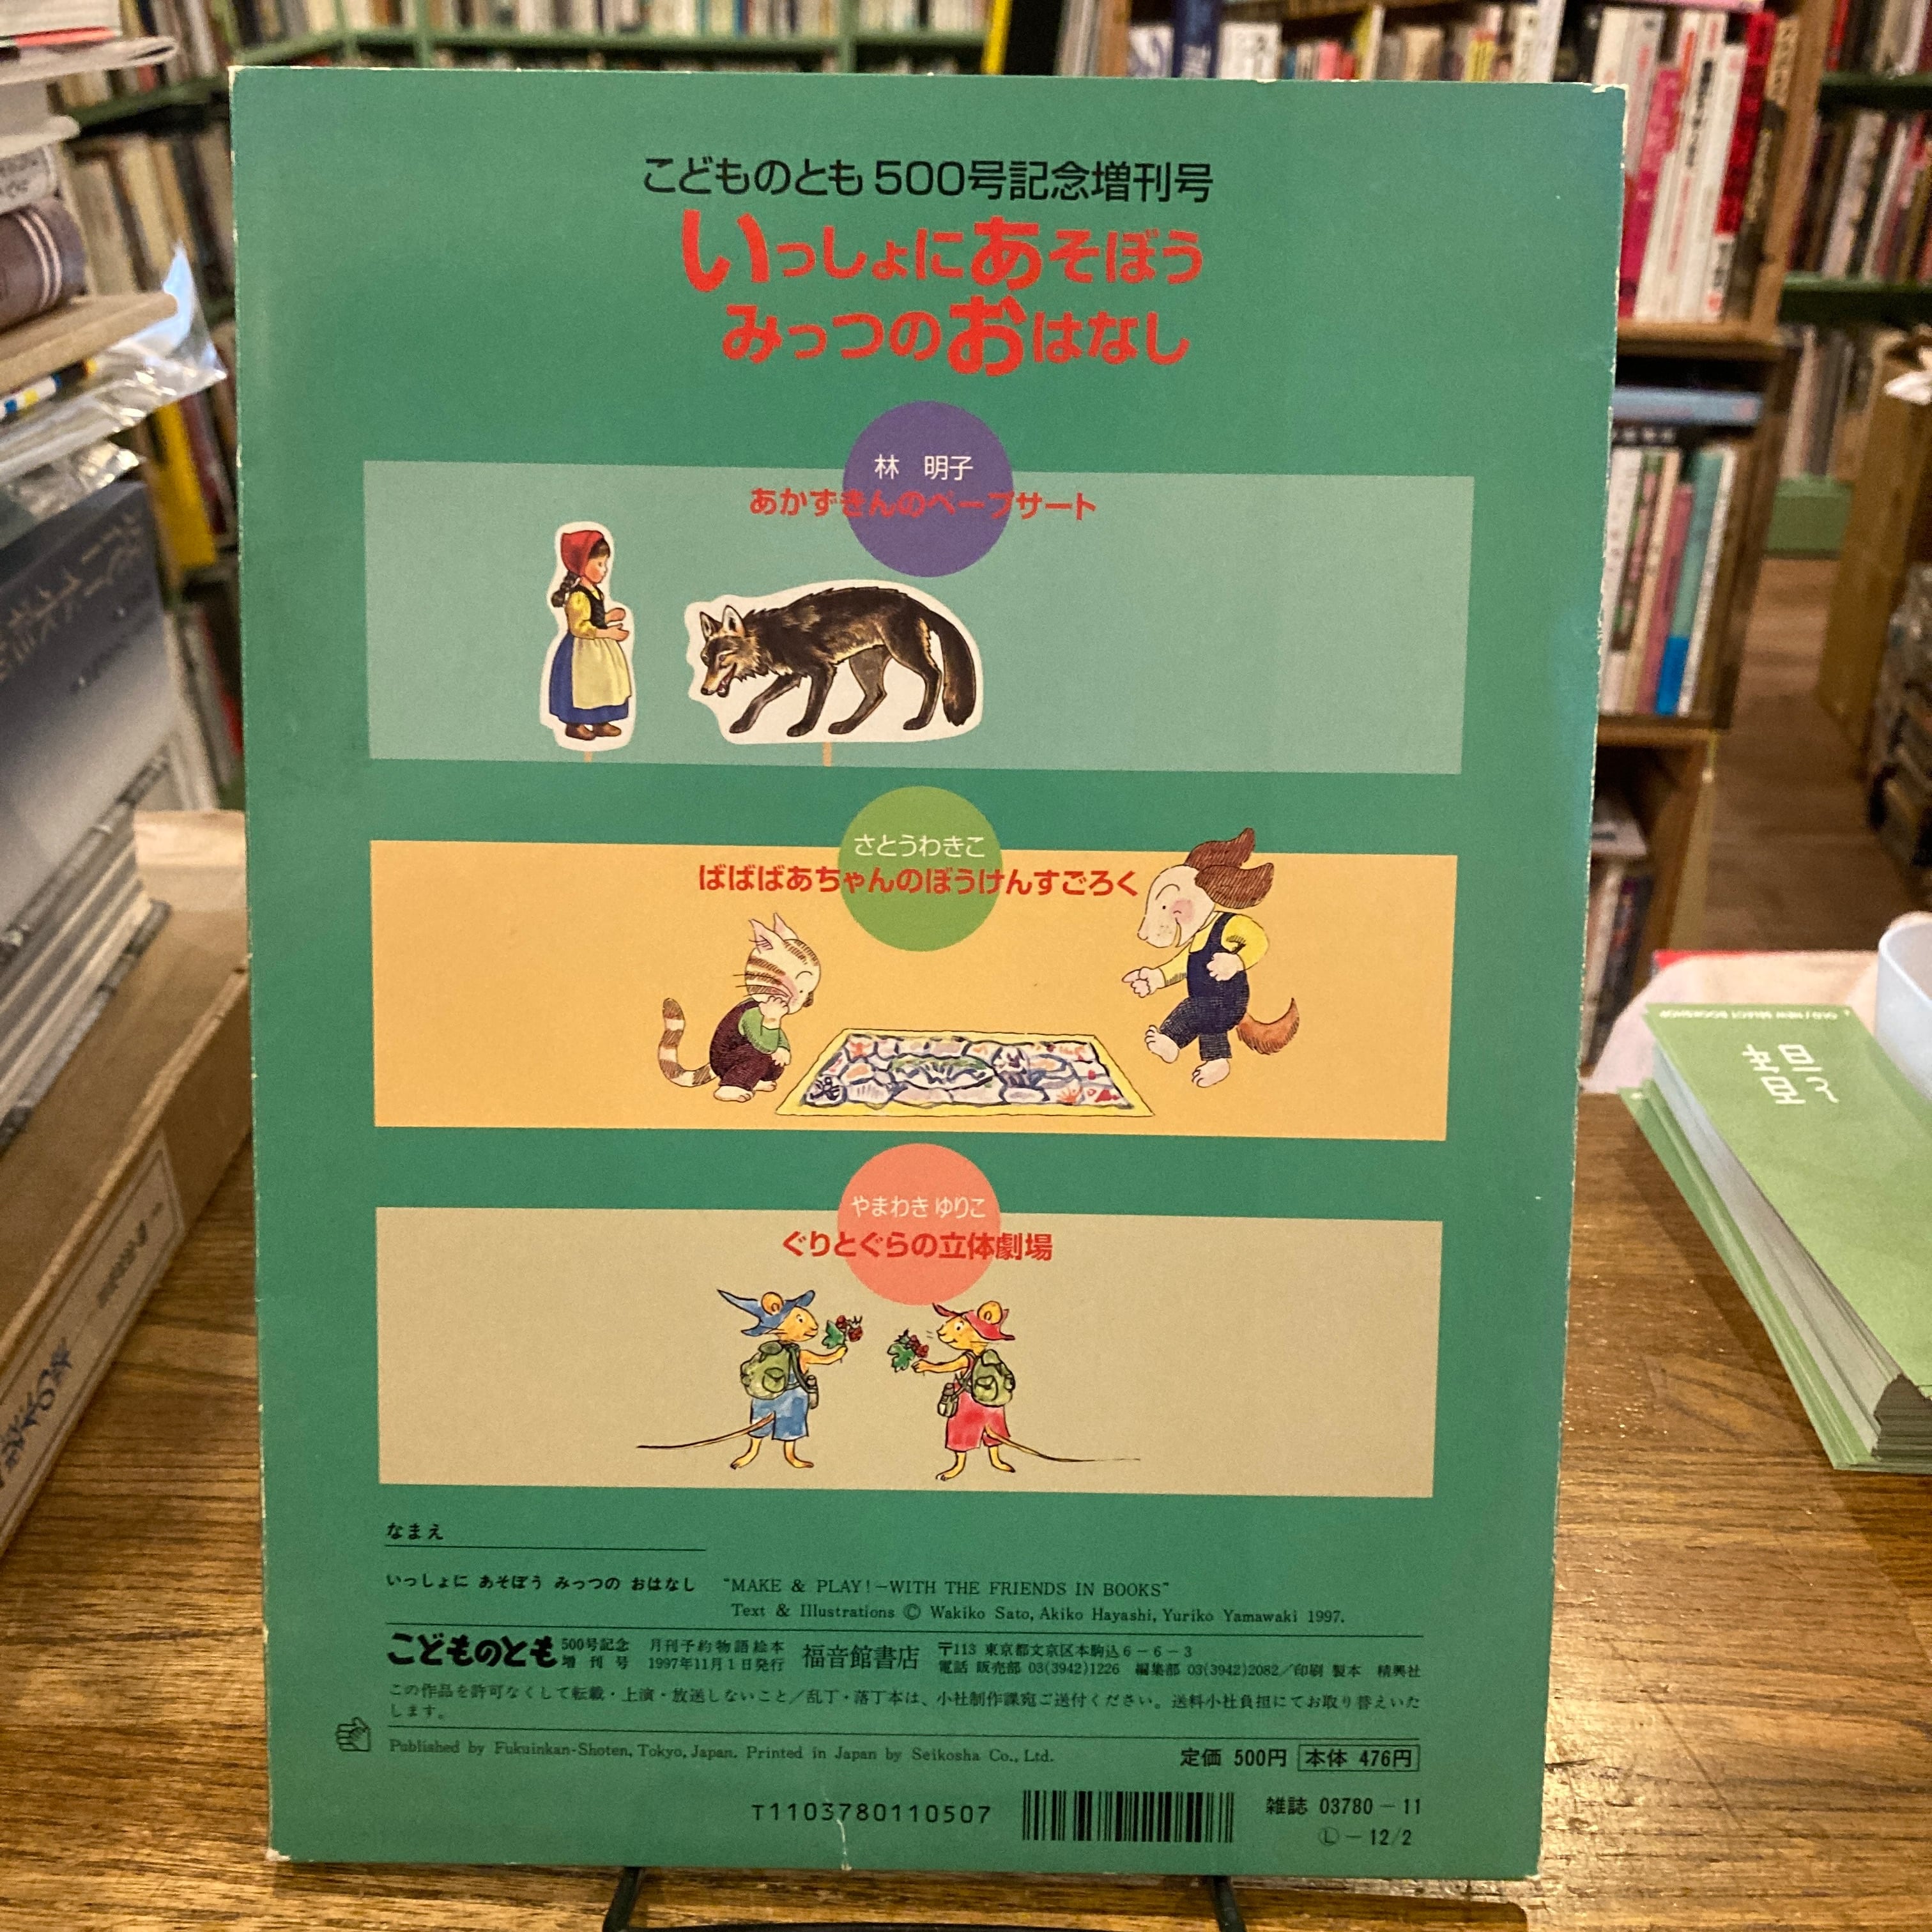 こどものとも 500号記念増刊号
いっしょにあそぼう
みっつのおはなし
林 明子
あかずきんのペープサート
さとうわきこ
ばばばあちゃんのぼうけんすごろく
やまわき ゆりこ
ぐりとぐらの立体劇場
なまえ
いっしょに あそぼう みっつの おはなし “MAKE & PLAY!—WITH THE FRIENDS IN BOOKS”
Text & Illustrations © Wakiko Sato, Akiko Hayashi, Yuriko Yamawaki 1997.
こどものとも 500号記念 月刊予約物語絵本 福音館書店 〒113 東京都文京区本駒込6-6-3
増刊号 1997年11月1日発行 電話 販売部 03(3942)1226 編集部 03(3942)2082/印刷 製本 精興社
この作品を許可なくして転載・上演・放送しないこと/乱丁・落丁本は、小社制作課宛ご送付ください。送料小社負担にてお取り替えいた
します。
Published by Fukuinkan-Shoten, Tokyo, Japan. Printed in Japan by Seikosha Co., Ltd.
定価 500円 本体 476円
T1103780110507
雑誌 03780-11
Ⓛ-12/2
OLD / NEW SELECT BOOKSHOP